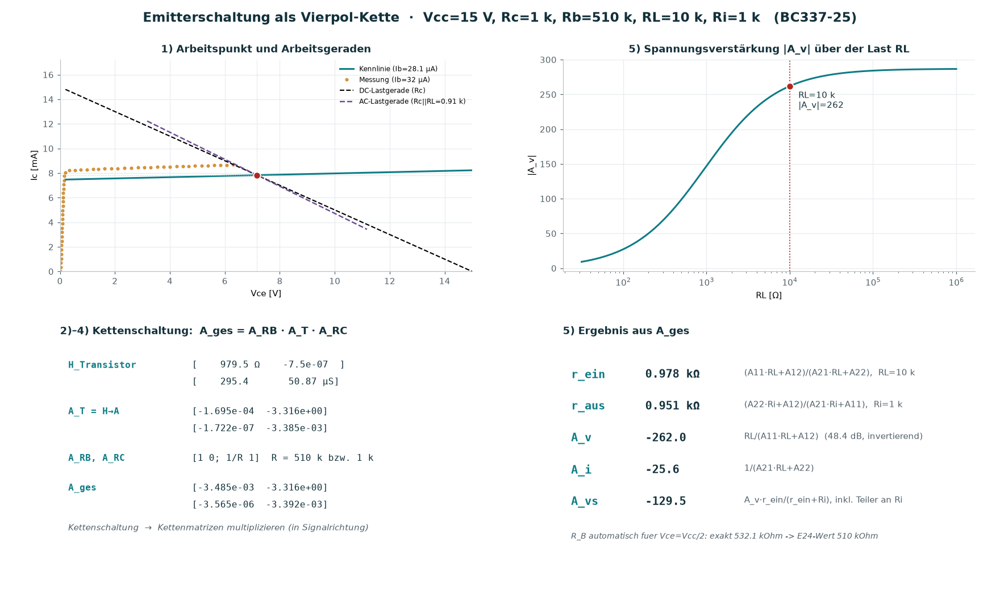 Emitterschaltung als Vierpol-Kette · Vcc=15 V, Rc=1 k, Rb=510 k, RL=10 k, Ri=1 k (BC337-25)
1) Arbeitspunkt und Arbeitsgeraden
Kennlinie (Ib=28.1 µA)
Messung (Ib=32 µA)
DC-Lastgerade (Rc)
AC-Lastgerade (Rc||RL=0.91 k)
Ic [mA]
16
14
12
10
8
6
4
2
0
0 2 4 6 8 10 12 14
Vce [V]
5) Spannungsverstärkung |A_v| über der Last RL
|A_v|
300
250
200
150
100
50
0
RL=10 k
|A_v|=262
10² 10³ 10⁴ 10⁵ 10⁶
RL [Ω]
2)–4) Kettenschaltung: A_ges = A_RB · A_T · A_RC
H_Transistor [ 979.5 Ω -7.5e-07 ]
[ 295.4 50.87 µS]
A_T = H→A [-1.695e-04 -3.316e+00]
[-1.722e-07 -3.385e-03]
A_RB, A_RC [1 0; 1/R 1] R = 510 k bzw. 1 k
A_ges [-3.485e-03 -3.316e+00]
[-3.565e-06 -3.392e-03]
Kettenschaltung → Kettenmatrizen multiplizieren (in Signalrichtung)
5) Ergebnis aus A_ges
r_ein 0.978 kΩ (A11·RL+A12)/(A21·RL+A22), RL=10 k
r_aus 0.951 kΩ (A22·Ri+A12)/(A21·Ri+A11), Ri=1 k
A_v -262.0 RL/(A11·RL+A12) (48.4 dB, invertierend)
A_i -25.6 1/(A21·RL+A22)
A_vs -129.5 A_v·r_ein/(r_ein+Ri), inkl. Teiler an Ri
R_B automatisch fuer Vce=Vcc/2: exakt 532.1 kOhm -> E24-Wert 510 kOhm